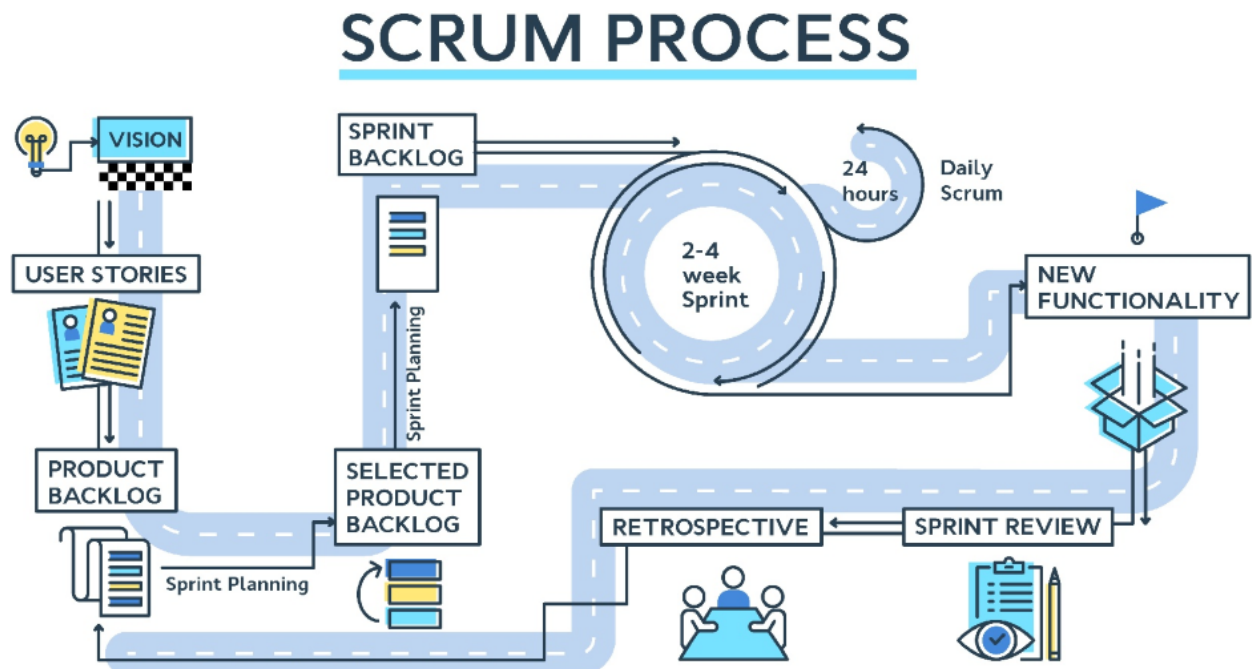 SCRUM PROCESS
VISION
USER STORIES
PRODUCT
BACKLOG
Sprint Planning
SELECTED
PRODUCT
BACKLOG
Sprint Planning
SPRINT
BACKLOG
2-4
week
Sprint
24
hours
Daily
Scrum
NEW
FUNCTIONALITY
SPRINT REVIEW
RETROSPECTIVE